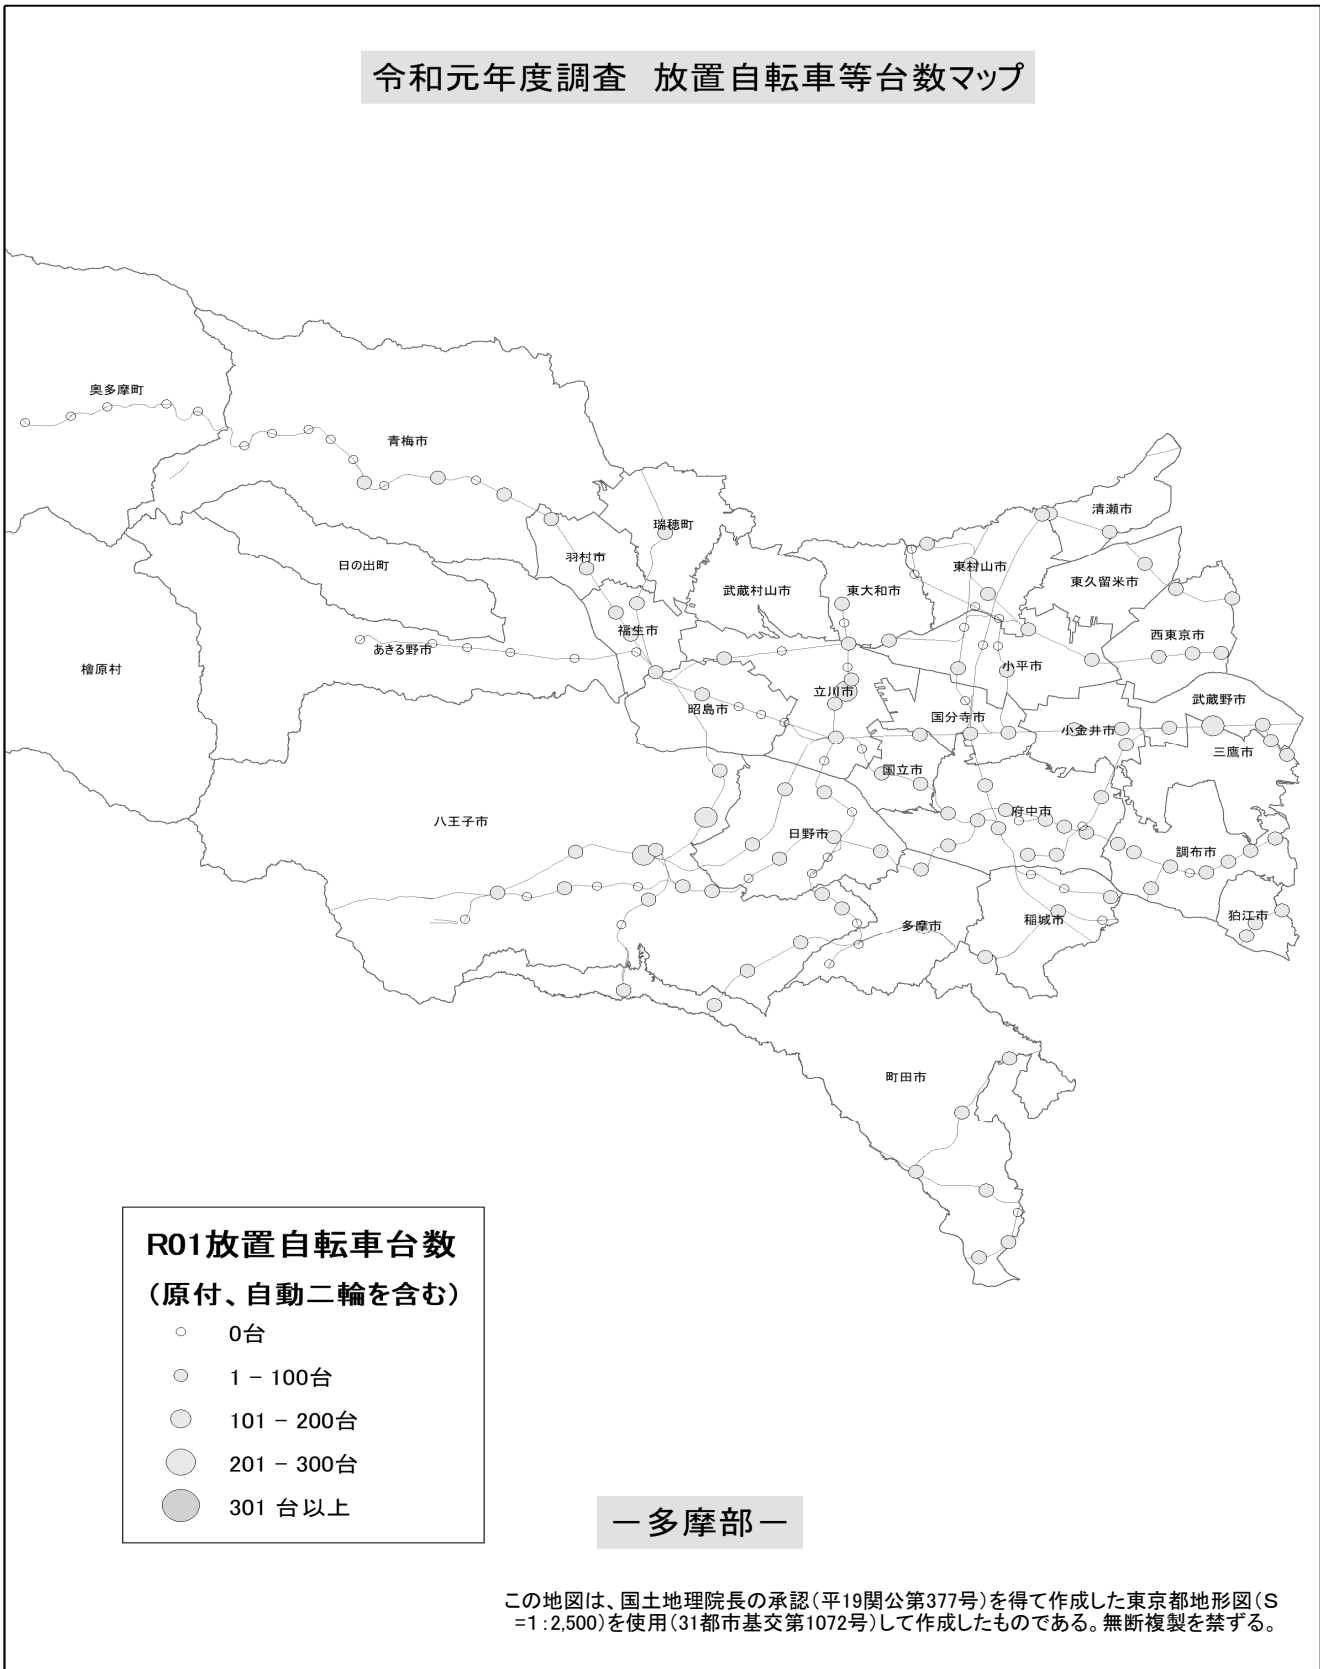 令和元年度調査 放置自転車等台数マップ
奥多摩町
青梅市
瑞穂町
清瀬市
羽村市
日の出町
武蔵村山市
東大和市
東村山市
東久留米市
福生市
西東京市
あきる野市
檜原村
小平市
立川市
昭島市
国分寺市
小金井市
武蔵野市
三鷹市
国立市
八王子市
日野市
府中市
調布市
多摩市
稲城市
狛江市
町田市
R01放置自転車台数
（原付、自動二輪を含む）
0台
1 − 100台
101 − 200台
201 − 300台
301 台以上
－多摩部－
この地図は、国土地理院長の承認（平19関公第377号）を得て作成した東京都地形図（S
=1：2,500）を使用（31都市基交第1072号）して作成したものである。無断複製を禁ずる。